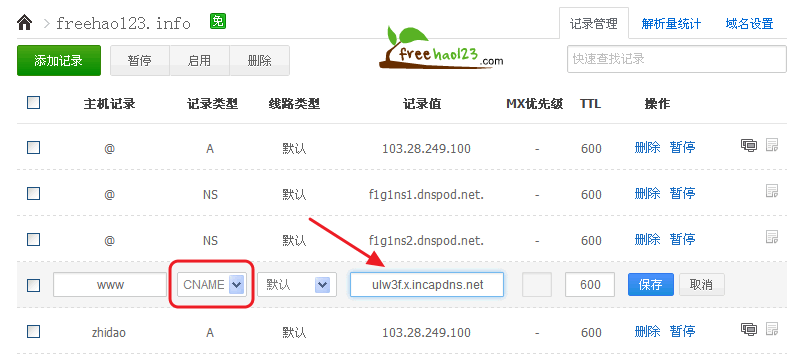 freehao123.info 免 记录管理 解析量统计 域名设置
添加记录 暂停 启用 删除 freehao123.com 快速查找记录
主机记录 记录类型 线路类型 记录值 MX优先级 TTL 操作
@ A 默认 103.28.249.100 - 600 删除 暂停
@ NS 默认 f1g1ns1.dnspod.net. - 600 删除 暂停
@ NS 默认 f1g1ns2.dnspod.net. - 600 删除 暂停
www CNAME 默认 ulw3f.x.incapdns.net 600 保存 取消
zhidao A 默认 103.28.249.100 - 600 删除 暂停